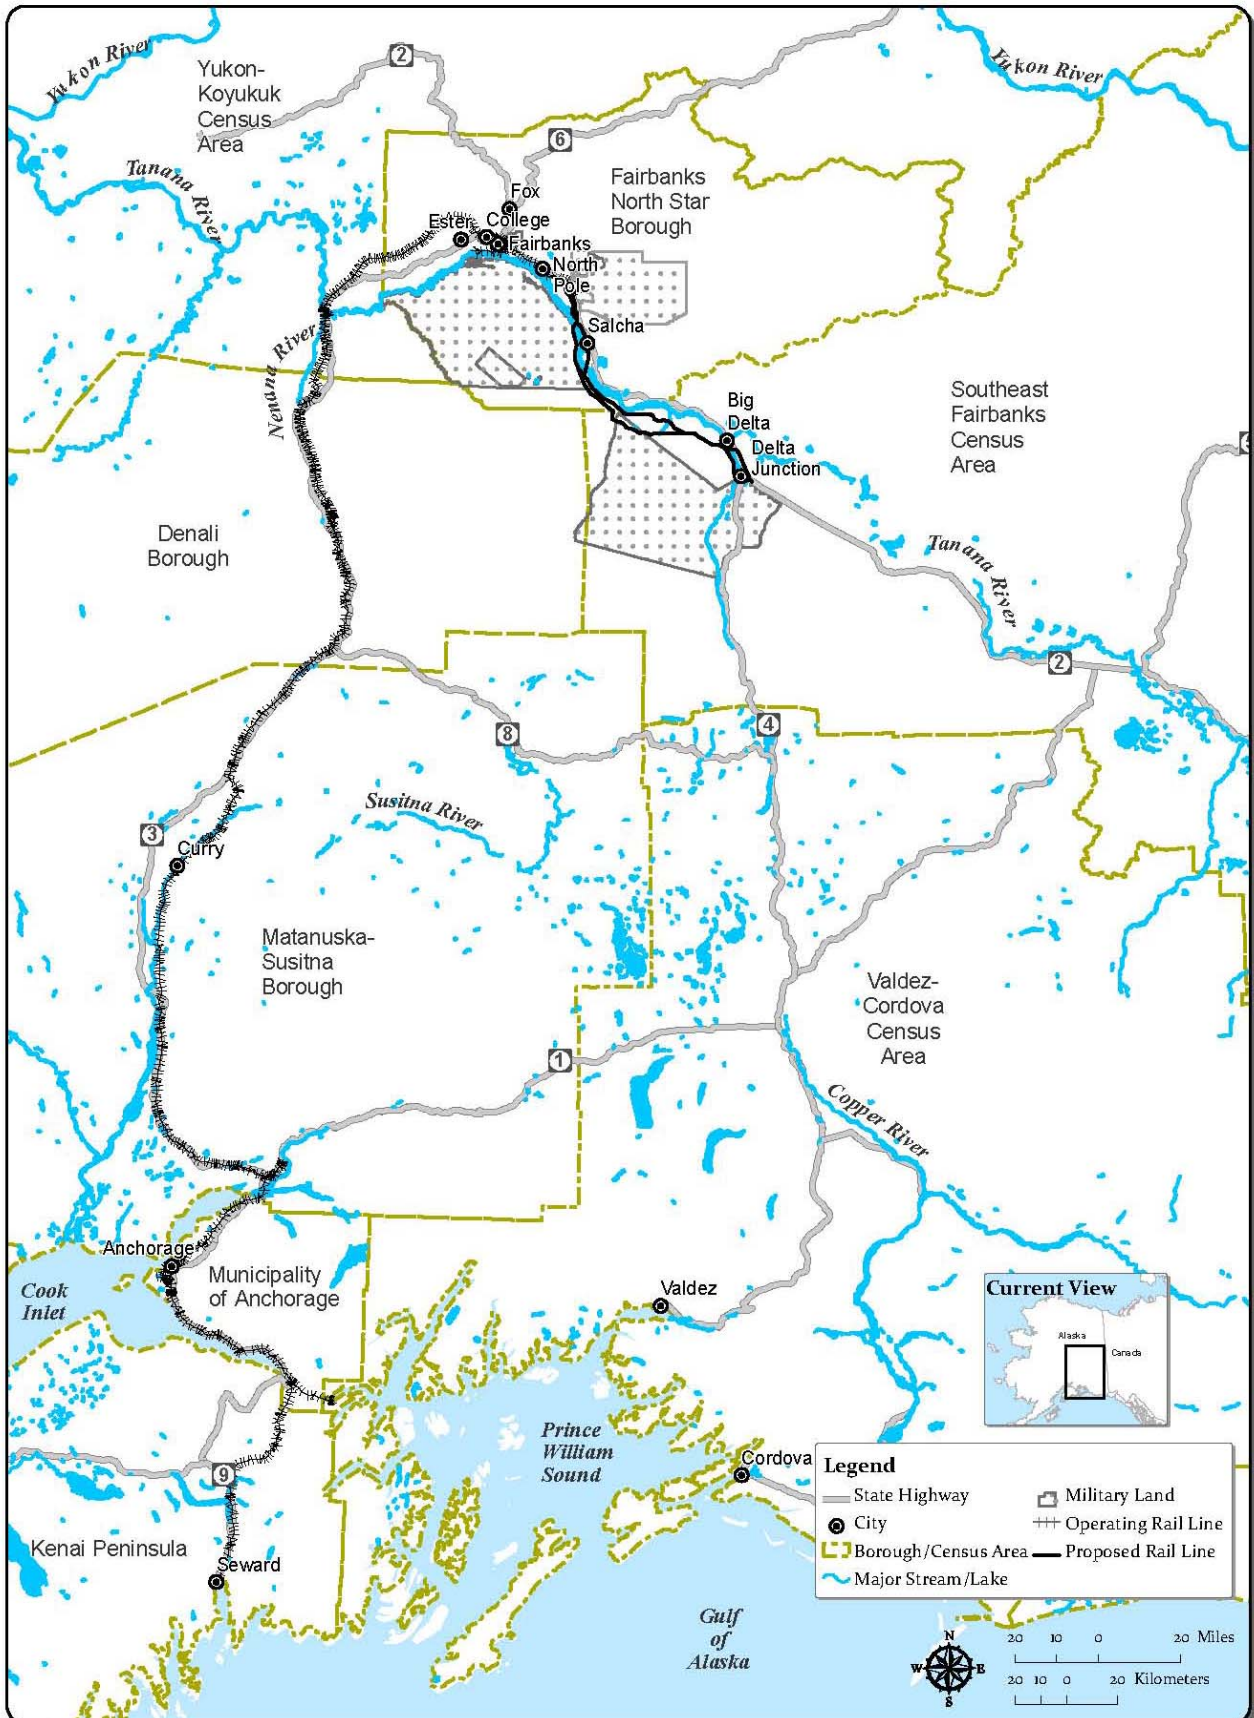 Yukon River
2
Yukon-
Koyukuk
Census
Area
Yukon River
6
Tanana River
Fairbanks
North Star
Borough
Fox
Ester
College
Fairbanks
North
Pole
Salcha
Nenana River
Big
Delta
Delta
Junction
Southeast
Fairbanks
Census
Area
Denali
Borough
Tanana River
2
4
8
Susitna River
3
Curry
Matanuska-
Susitna
Borough
Valdez-
Cordova
Census
Area
1
Copper River
Anchorage
Cook
Inlet
Municipality
of Anchorage
Valdez
Current View
Alaska
Canada
Prince
William
Sound
Cordova
9
Kenai Peninsula
Seward
Gulf
of
Alaska
Legend
State Highway
Military Land
City
Operating Rail Line
Borough/Census Area
Proposed Rail Line
Major Stream/Lake
N
W
E
S
20 10 0 20 Miles
20 10 0 20 Kilometers